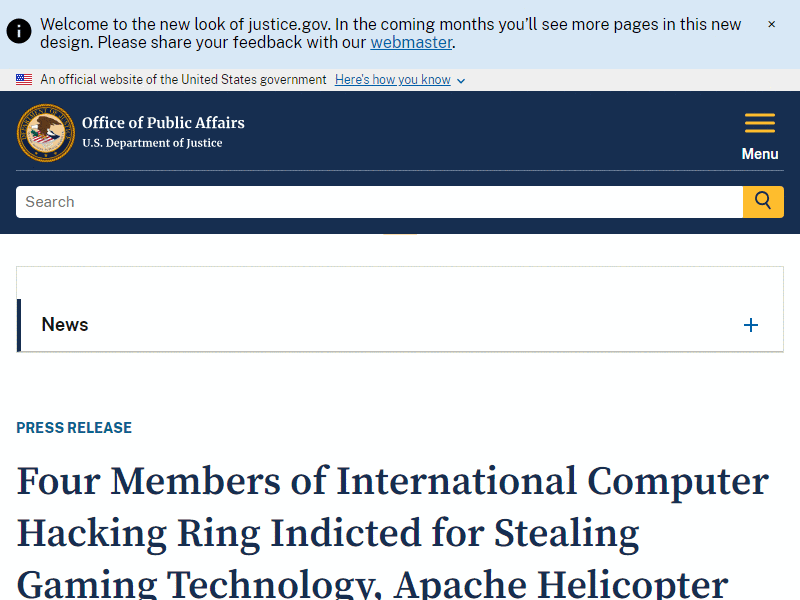 Welcome to the new look of justice.gov. In the coming months you'll see more pages in this new
design. Please share your feedback with our webmaster.
×
An official website of the United States government Here's how you know
Office of Public Affairs
U.S. Department of Justice
Menu
Search
News
PRESS RELEASE
Four Members of International Computer
Hacking Ring Indicted for Stealing
Gaming Technology, Apache Helicopter